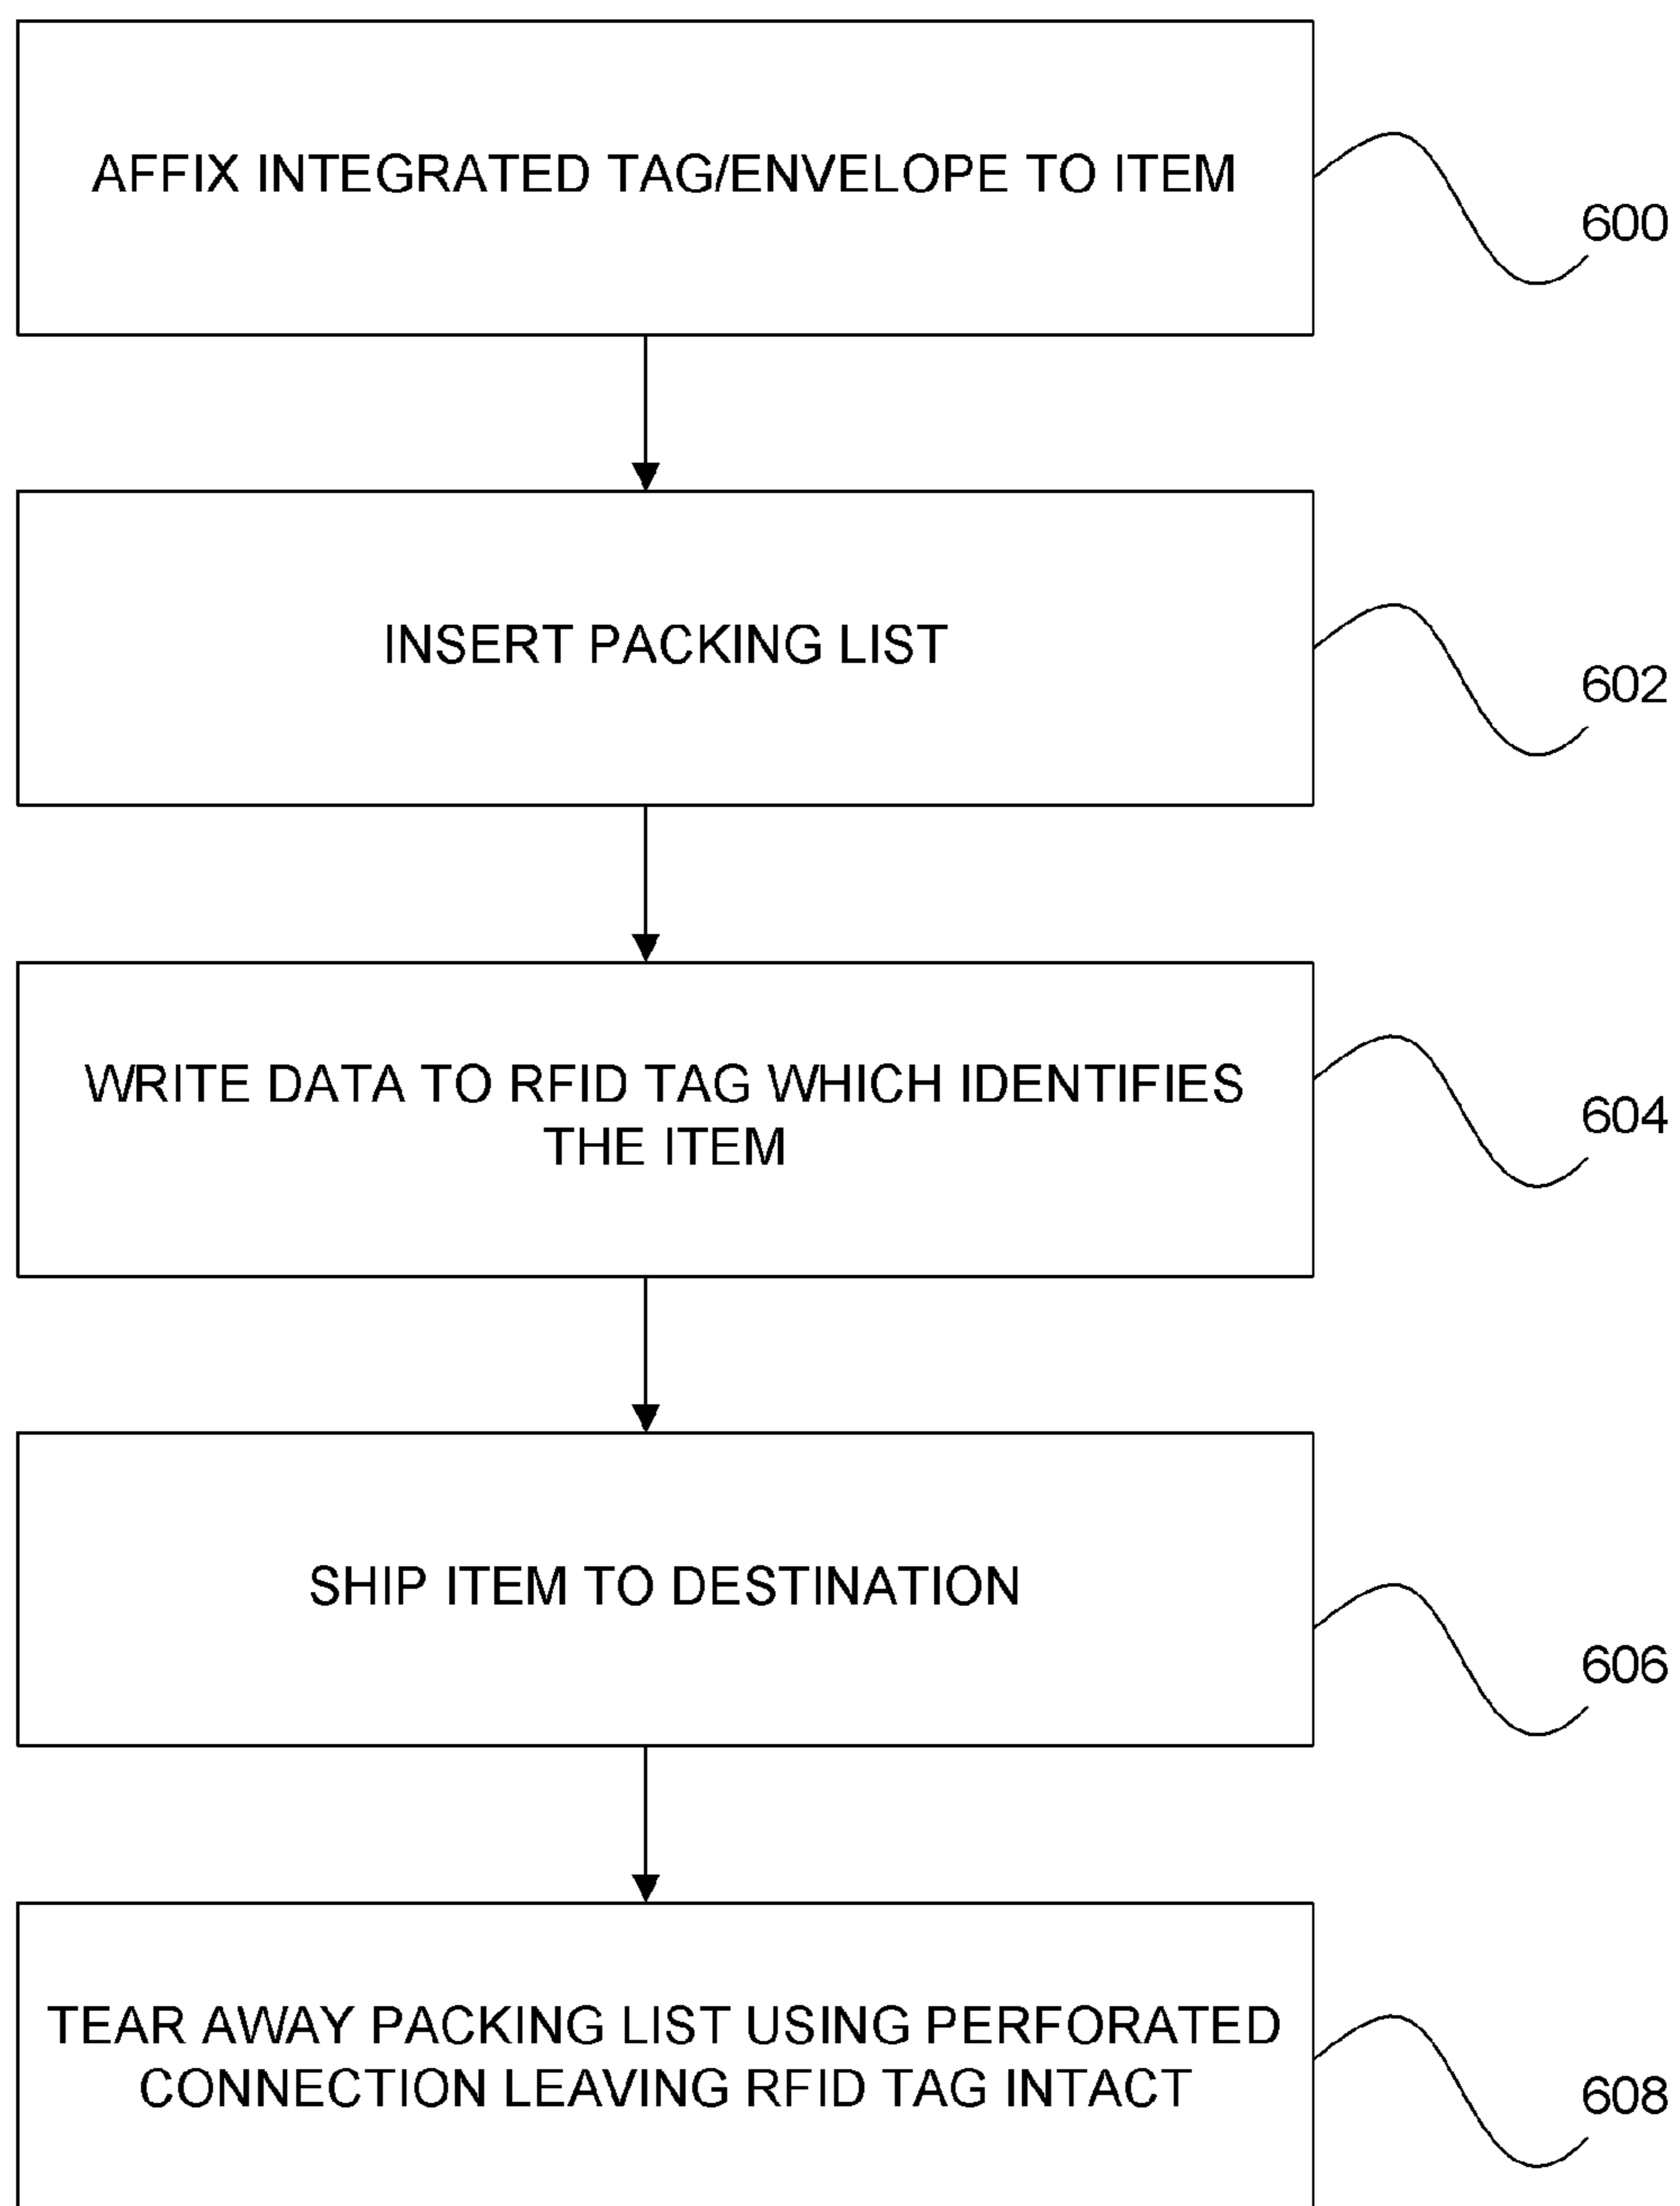 AFFIX INTEGRATED TAG/ENVELOPE TO ITEM
600
INSERT PACKING LIST
602
WRITE DATA TO RFID TAG WHICH IDENTIFIES
THE ITEM
604
SHIP ITEM TO DESTINATION
606
TEAR AWAY PACKING LIST USING PERFORATED
CONNECTION LEAVING RFID TAG INTACT
608